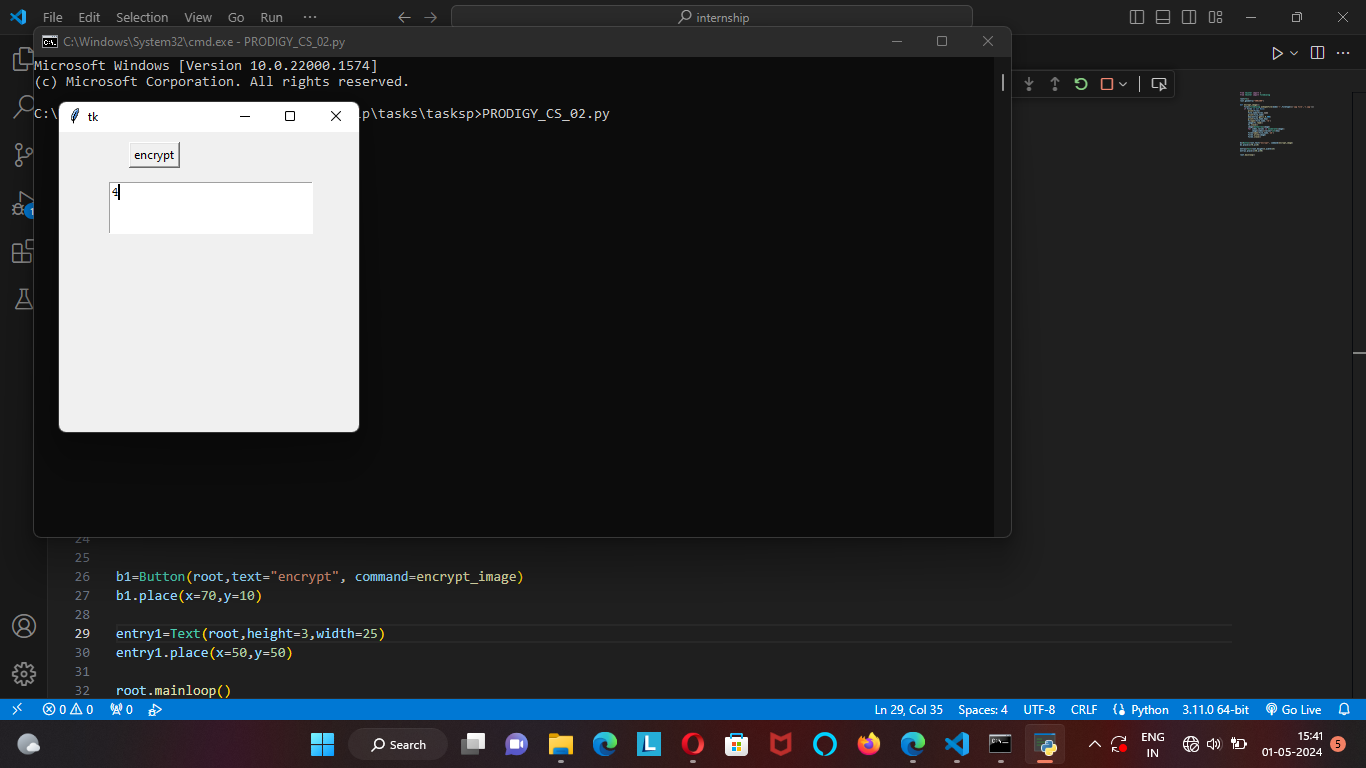 File Edit Selection View Go Run ···
internship
C:\Windows\System32\cmd.exe - PRODIGY_CS_02.py
Microsoft Windows [Version 10.0.22000.1574]
(c) Microsoft Corporation. All rights reserved.
C:\ lp\tasks\tasksp>PRODIGY_CS_02.py
tk
encrypt
4
24
25
26 b1=Button(root,text="encrypt", command=encrypt_image)
27 b1.place(x=70,y=10)
28
29 entry1=Text(root,height=3,width=25)
30 entry1.place(x=50,y=50)
31
32 root.mainloop()
0 0 0 Ln 29, Col 35 Spaces: 4 UTF-8 CRLF Python 3.11.0 64-bit Go Live
Search
ENG
IN
15:41
01-05-2024
5